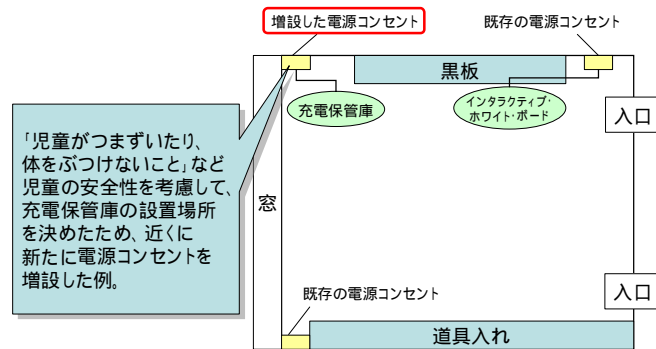 増設した電源コンセント
既存の電源コンセント
黒板
充電保管庫
インタラクティブ・
ホワイト・ボード
入口
「児童がつまずいたり、
体をぶつけないこと」など
児童の安全性を考慮して、
充電保管庫の設置場所
を決めたため、近くに
新たに電源コンセントを
増設した例。
窓
入口
既存の電源コンセント
道具入れ